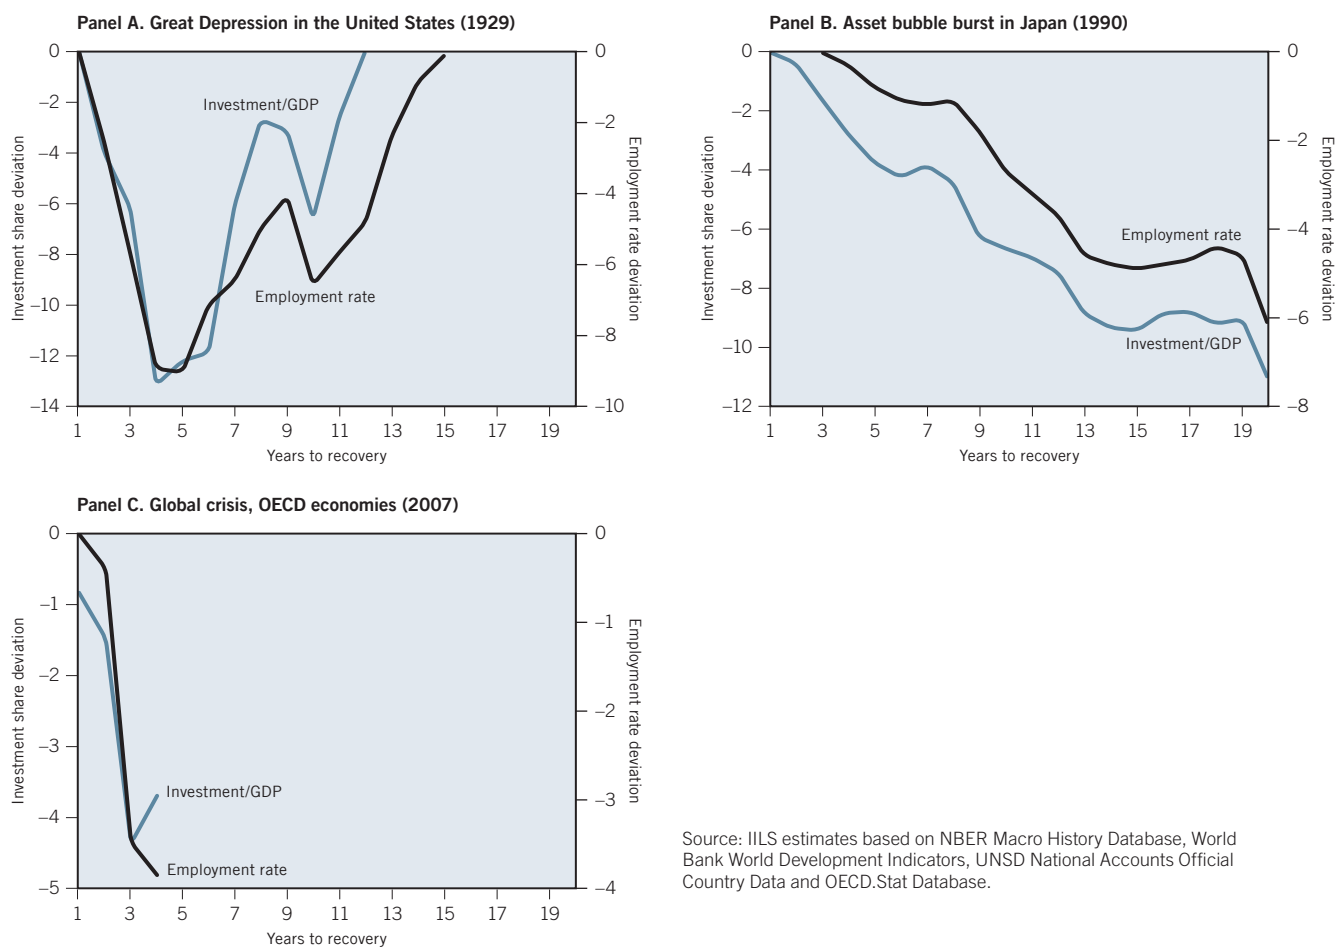 Panel A. Great Depression in the United States (1929)
0
–2
–4
–6
–8
–10
–12
–14
Investment share deviation
0
–2
–4
–6
–8
–10
Employment rate deviation
Investment/GDP
Employment rate
1 3 5 7 9 11 13 15 17 19
Years to recovery
Panel B. Asset bubble burst in Japan (1990)
0
–2
–4
–6
–8
–10
–12
Investment share deviation
0
–2
–4
–6
–8
Employment rate deviation
Employment rate
Investment/GDP
1 3 5 7 9 11 13 15 17 19
Years to recovery
Panel C. Global crisis, OECD economies (2007)
0
–1
–2
–3
–4
–5
Investment share deviation
0
–1
–2
–3
–4
Employment rate deviation
Investment/GDP
Employment rate
1 3 5 7 9 11 13 15 17 19
Years to recovery
Source: IILS estimates based on NBER Macro History Database, World
Bank World Development Indicators, UNSD National Accounts Official
Country Data and OECD.Stat Database.